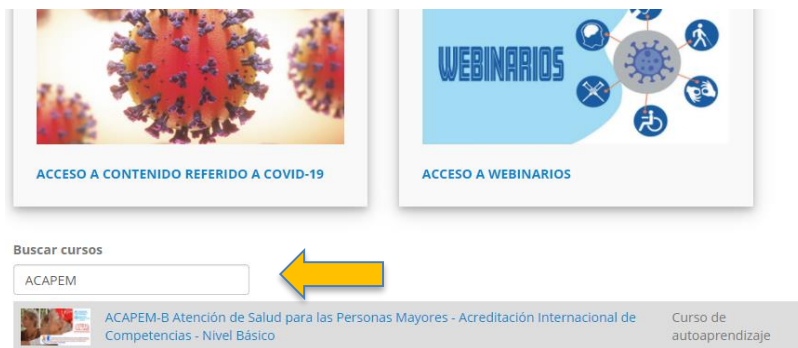 WEBINARIOS
ACCESO A CONTENIDO REFERIDO A COVID-19
ACCESO A WEBINARIOS
Buscar cursos
ACAPEM
ACAPEM-B Atención de Salud para las Personas Mayores - Acreditación Internacional de
Competencias - Nivel Básico
Curso de
autoaprendizaje